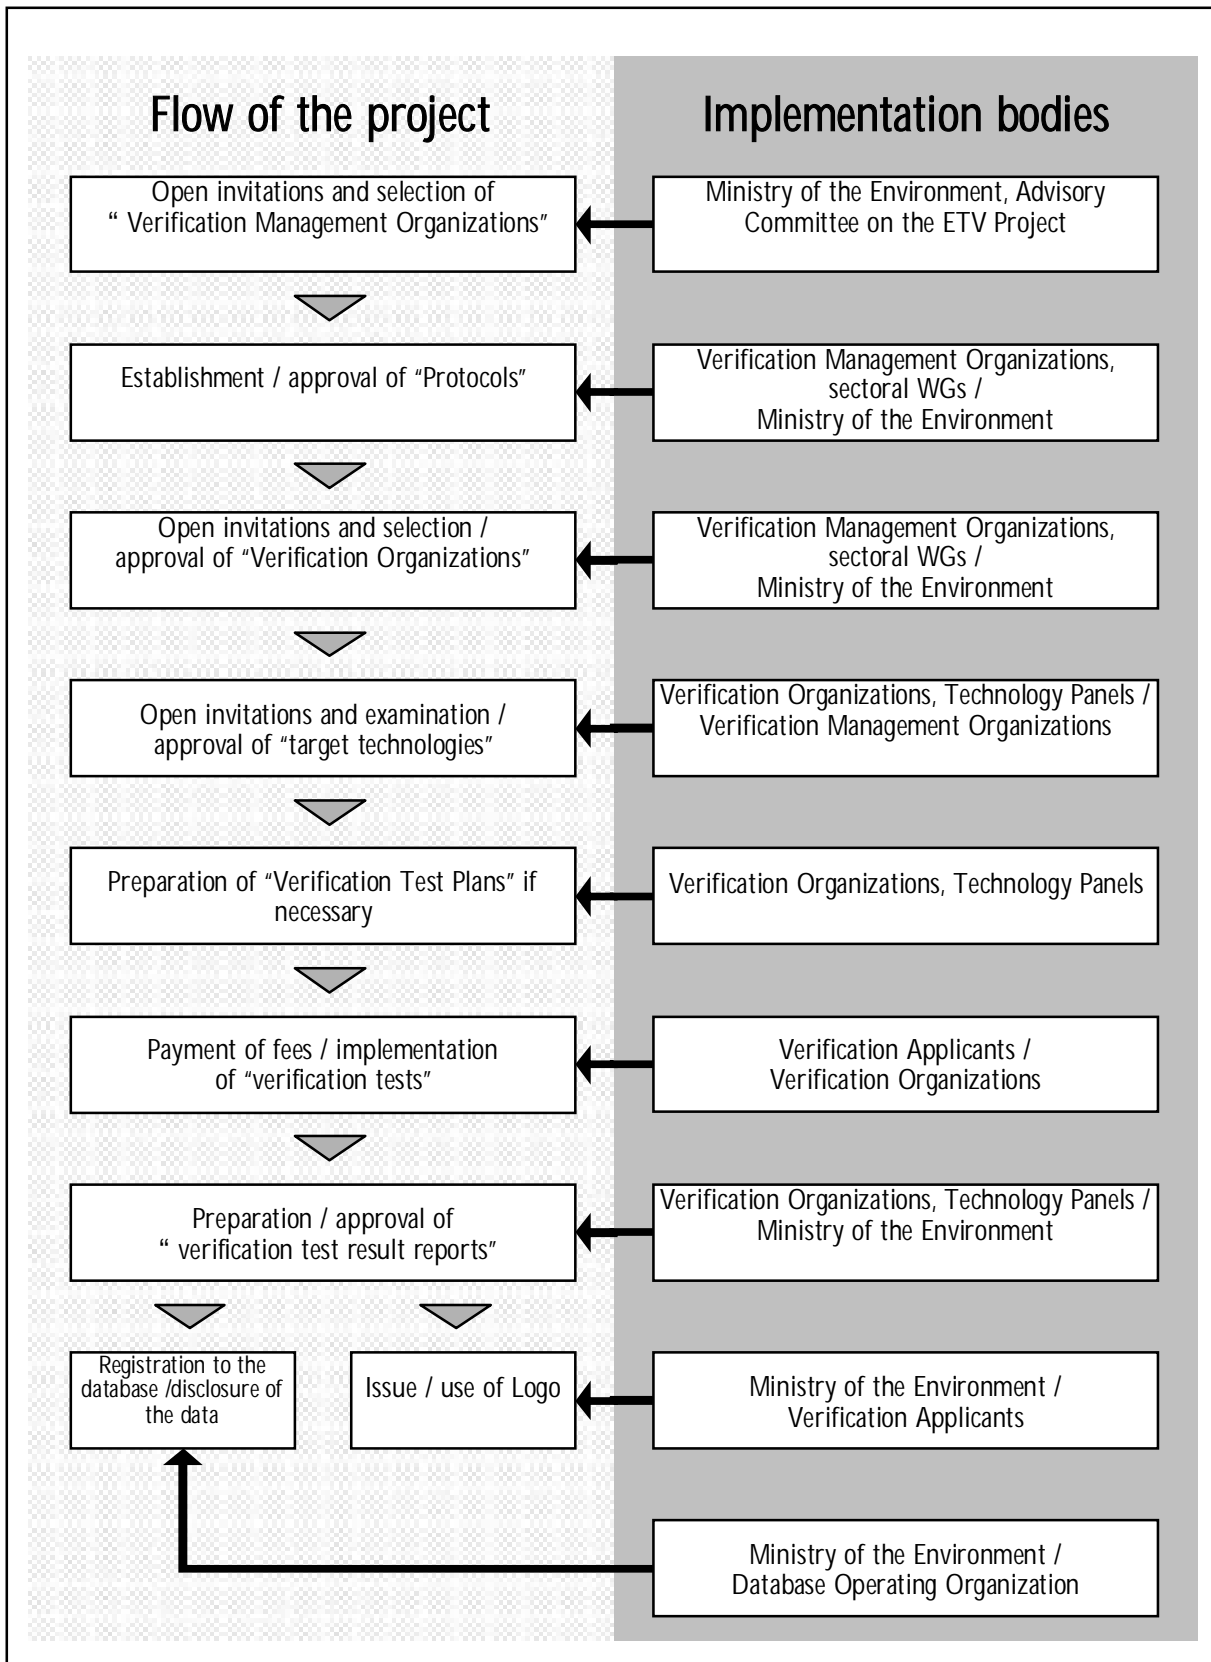 Flow of the project
Implementation bodies
Open invitations and selection of
“ Verification Management Organizations”
Ministry of the Environment, Advisory
Committee on the ETV Project
Establishment / approval of “Protocols”
Verification Management Organizations,
sectoral WGs /
Ministry of the Environment
Open invitations and selection /
approval of “Verification Organizations”
Verification Management Organizations,
sectoral WGs /
Ministry of the Environment
Open invitations and examination /
approval of “target technologies”
Verification Organizations, Technology Panels /
Verification Management Organizations
Preparation of “Verification Test Plans” if
necessary
Verification Organizations, Technology Panels
Payment of fees / implementation
of “verification tests”
Verification Applicants /
Verification Organizations
Preparation / approval of
“ verification test result reports”
Verification Organizations, Technology Panels /
Ministry of the Environment
Registration to the
database /disclosure of
the data
Issue / use of Logo
Ministry of the Environment /
Verification Applicants
Ministry of the Environment /
Database Operating Organization